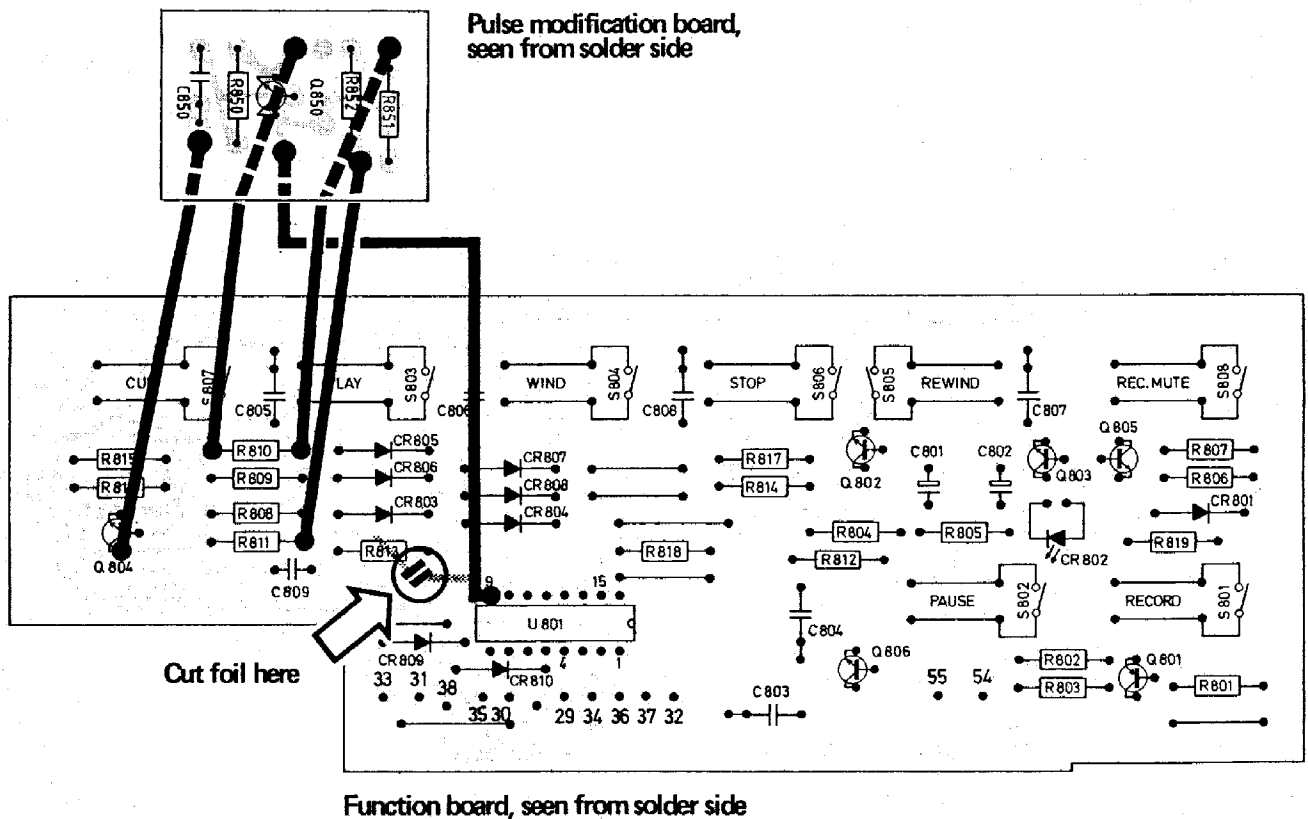 Pulse modification board,
seen from solder side
C850
R850
Q850
R852
R851
CU
S807
C805
LAY
S803
C806
WIND
S804
C808
STOP
S806
S805
REWIND
C807
REC. MUTE
S808
R815
R810
R809
R808
R811
Q804
C809
CR805
CR806
CR803
R813
CR807
CR808
CR804
R818
R817
R814
Q802
C801
C802
Q803
Q805
R807
R806
CR801
R804
R805
R812
CR802
R819
9
15
U801
4
1
Cut foil here
CR809
CR810
C804
Q806
PAUSE
S802
RECORD
S801
R802
R803
Q801
R801
C803
33
31
38
35
30
29
34
36
37
32
55
54
Function board, seen from solder side